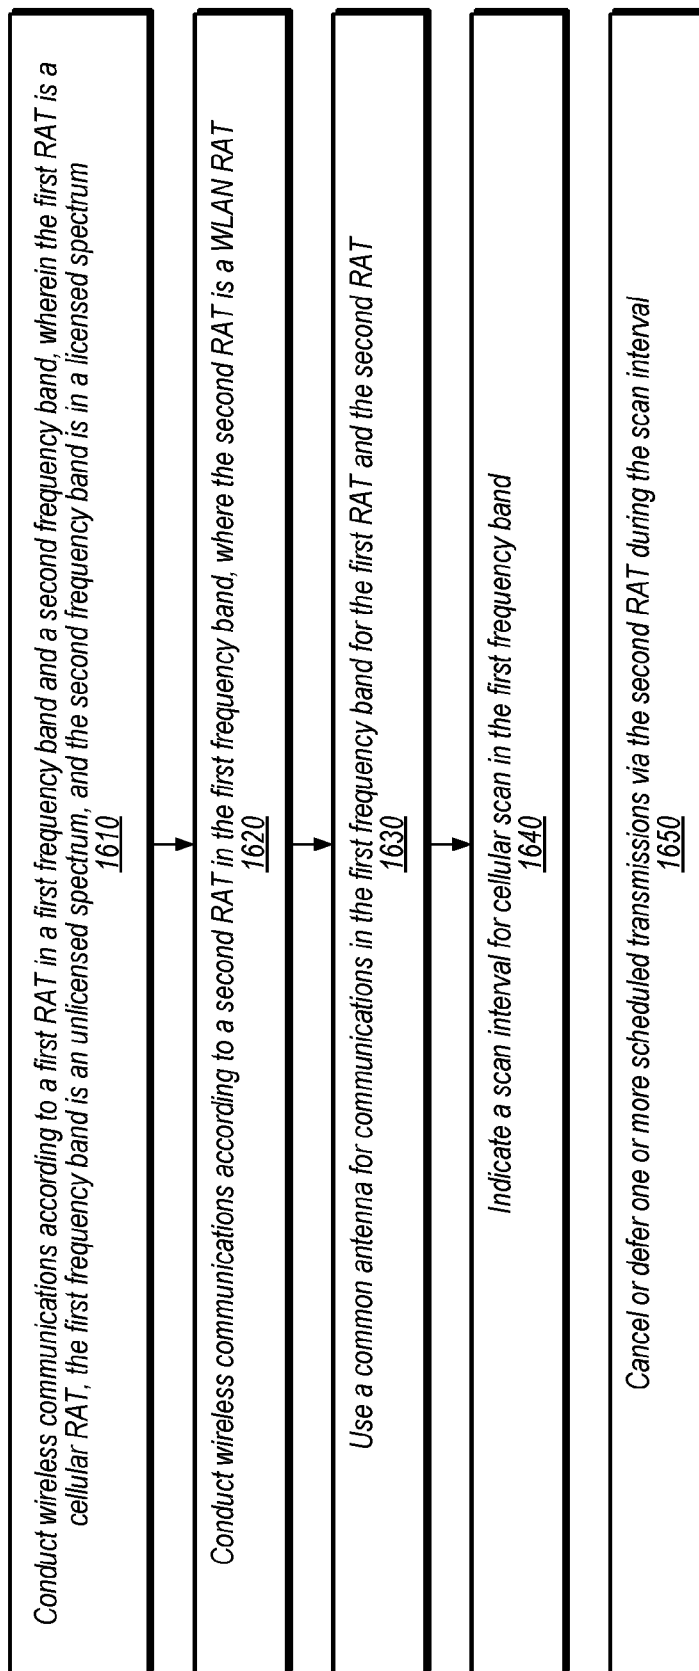 Conduct wireless communications according to a first RAT in a first frequency band and a second frequency band, wherein the first RAT is a
cellular RAT, the first frequency band is an unlicensed spectrum, and the second frequency band is in a licensed spectrum
1610
Conduct wireless communications according to a second RAT in the first frequency band, where the second RAT is a WLAN RAT
1620
Use a common antenna for communications in the first frequency band for the first RAT and the second RAT
1630
Indicate a scan interval for cellular scan in the first frequency band
1640
Cancel or defer one or more scheduled transmissions via the second RAT during the scan interval
1650